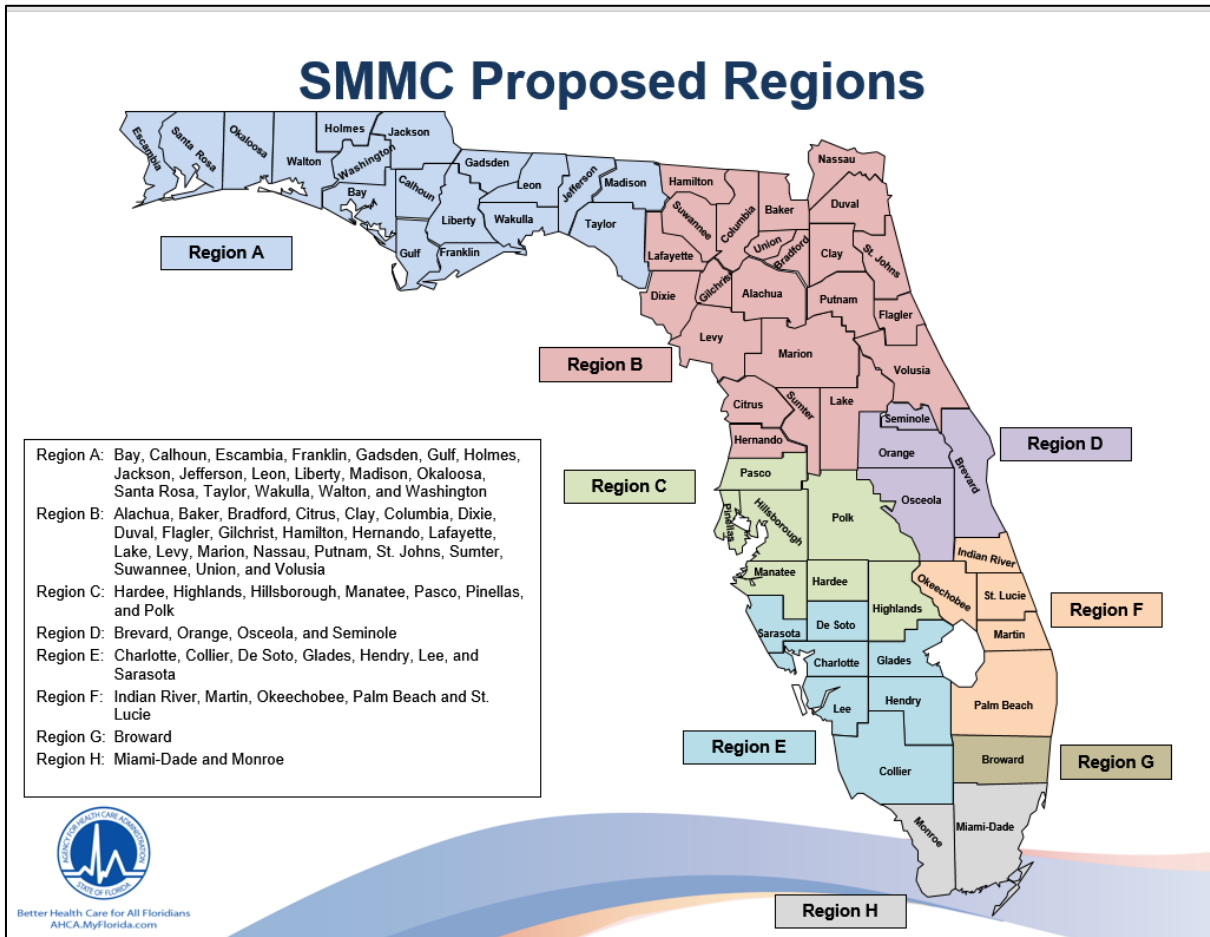 SMMC Proposed Regions
Escambia
Santa Rosa
Okaloosa
Walton
Holmes
Washington
Jackson
Bay
Calhoun
Gulf
Gadsden
Liberty
Franklin
Leon
Wakulla
Jefferson
Madison
Taylor
Region A
Hamilton
Suwannee
Lafayette
Dixie
Columbia
Gilchrist
Baker
Union
Bradford
Alachua
Levy
Nassau
Duval
Clay
St. Johns
Putnam
Flagler
Marion
Volusia
Citrus
Sumter
Lake
Hernando
Region B
Seminole
Orange
Brevard
Osceola
Region D
Pasco
Pinellas
Hillsborough
Polk
Manatee
Hardee
Highlands
Region C
Indian River
Okeechobee
St. Lucie
Martin
Palm Beach
Region F
Sarasota
De Soto
Charlotte
Glades
Lee
Hendry
Collier
Region E
Broward
Region G
Monroe
Miami-Dade
Region H
Region A: Bay, Calhoun, Escambia, Franklin, Gadsden, Gulf, Holmes,
Jackson, Jefferson, Leon, Liberty, Madison, Okaloosa,
Santa Rosa, Taylor, Wakulla, Walton, and Washington
Region B: Alachua, Baker, Bradford, Citrus, Clay, Columbia, Dixie,
Duval, Flagler, Gilchrist, Hamilton, Hernando, Lafayette,
Lake, Levy, Marion, Nassau, Putnam, St. Johns, Sumter,
Suwannee, Union, and Volusia
Region C: Hardee, Highlands, Hillsborough, Manatee, Pasco, Pinellas,
and Polk
Region D: Brevard, Orange, Osceola, and Seminole
Region E: Charlotte, Collier, De Soto, Glades, Hendry, Lee, and
Sarasota
Region F: Indian River, Martin, Okeechobee, Palm Beach and St.
Lucie
Region G: Broward
Region H: Miami-Dade and Monroe
AGENCY FOR HEALTH CARE ADMINISTRATION
STATE OF FLORIDA
Better Health Care for All Floridians
AHCA.MyFlorida.com